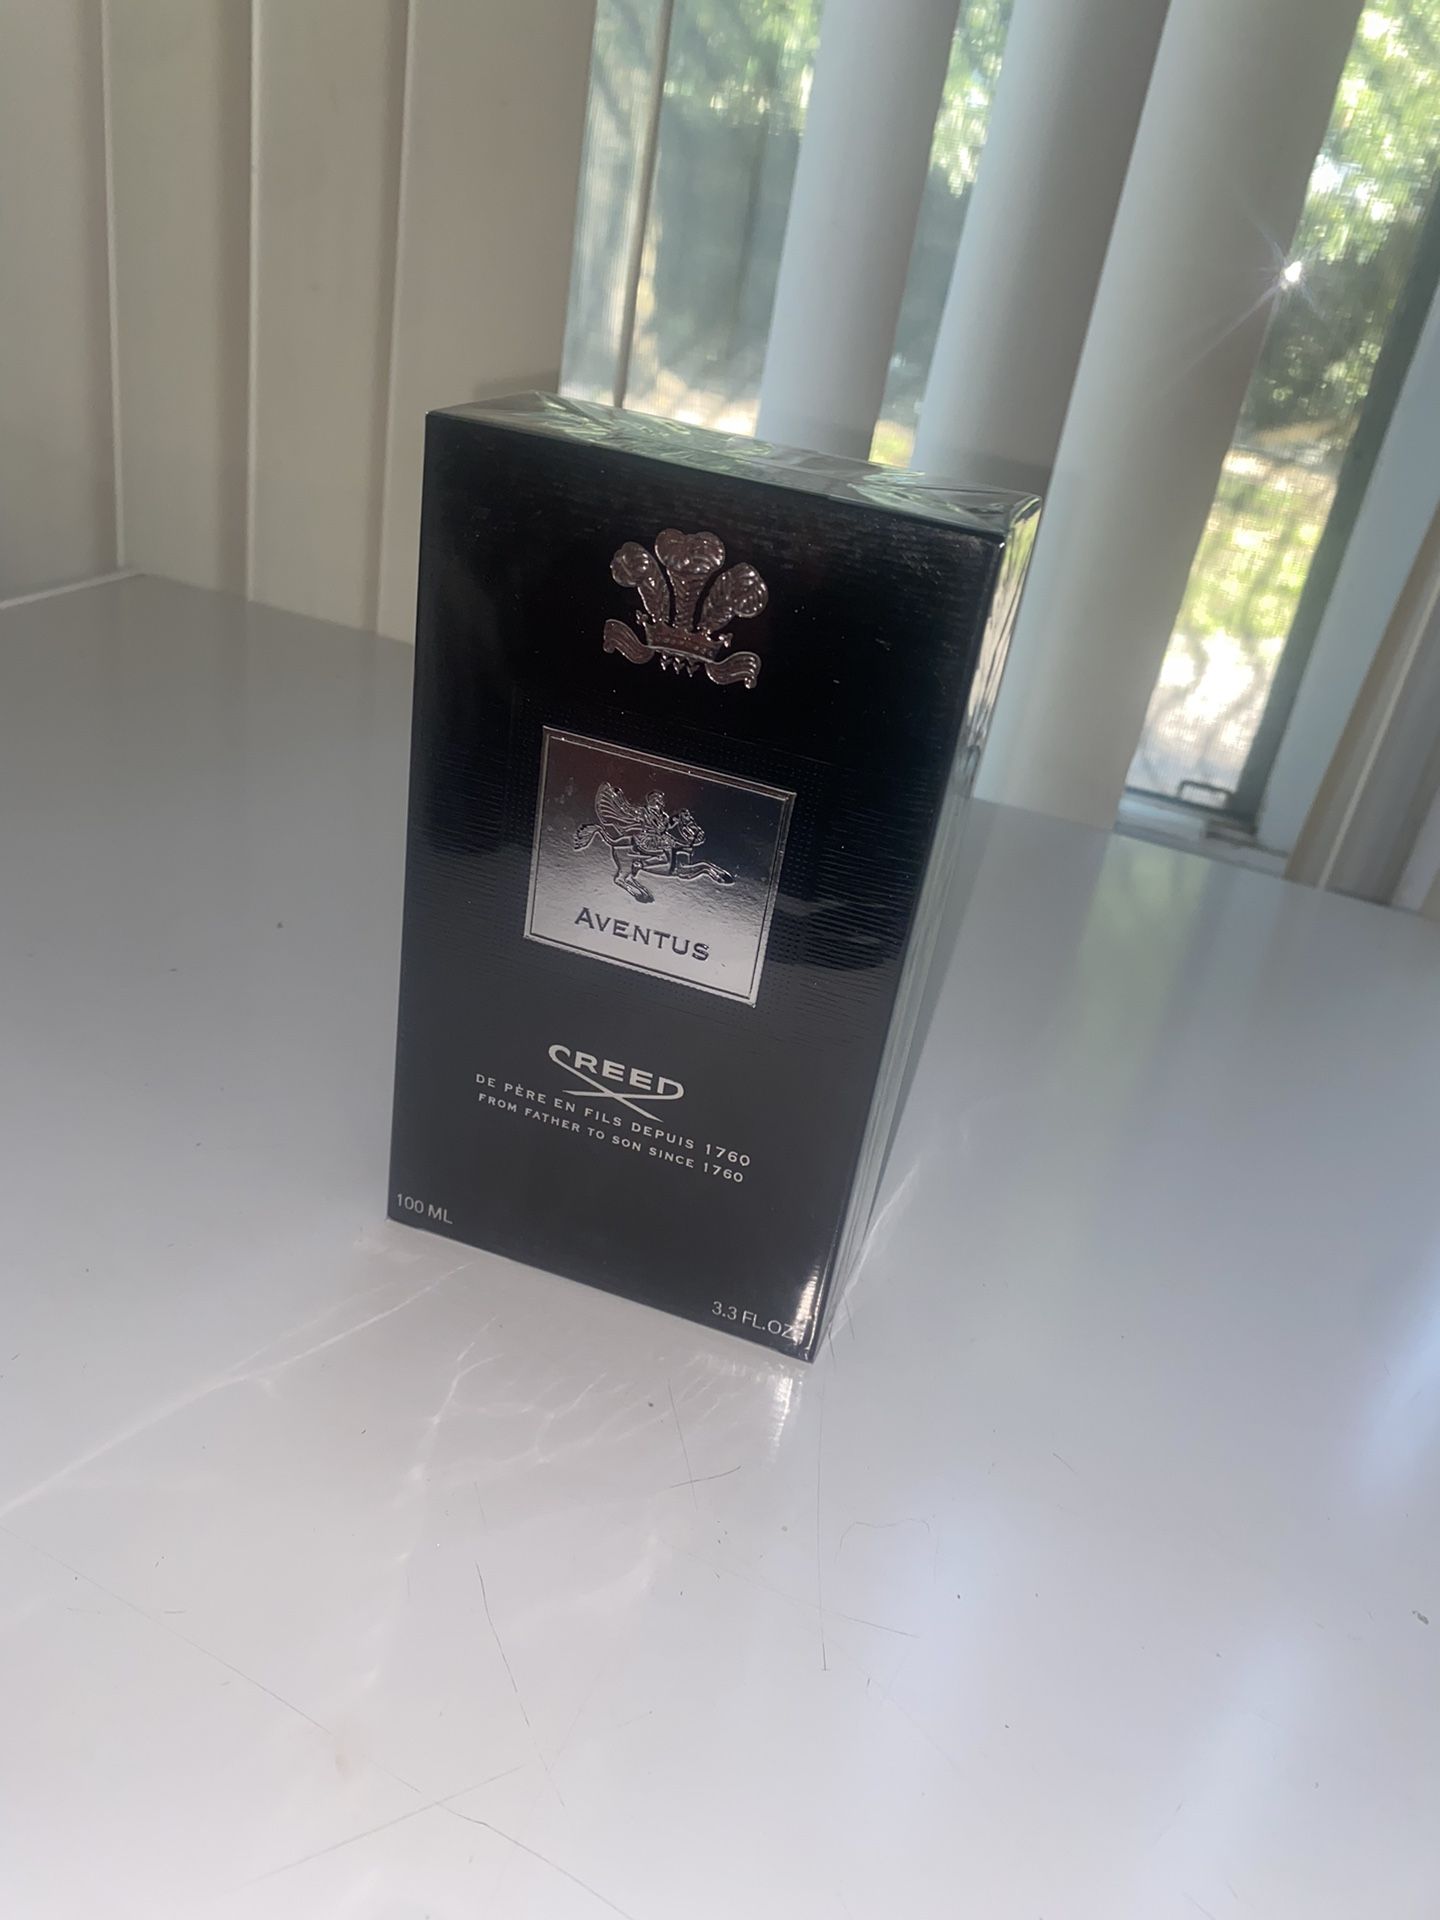 AVENTUS
CREED
DE PÈRE EN FILS DEPUIS 1760
FROM FATHER TO SON SINCE 1760
100 ML
3.3 FL.OZ